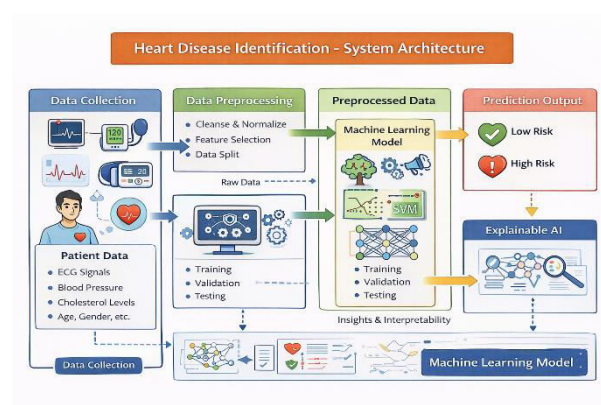 Heart Disease Identification - System Architecture
Data Collection
120
20
Patient Data
• ECG Signals
• Blood Pressure
• Cholesterol Levels
• Age, Gender, etc.
Data Collection
Data Preprocessing
• Cleanse & Normalize
• Feature Selection
• Data Split
Raw Data
• Training
• Validation
• Testing
Preprocessed Data
Machine Learning
Model
SVM
• Training
• Validation
• Testing
Insights & Interpretability
Prediction Output
Low Risk
High Risk
Explainable AI
Machine Learning Model